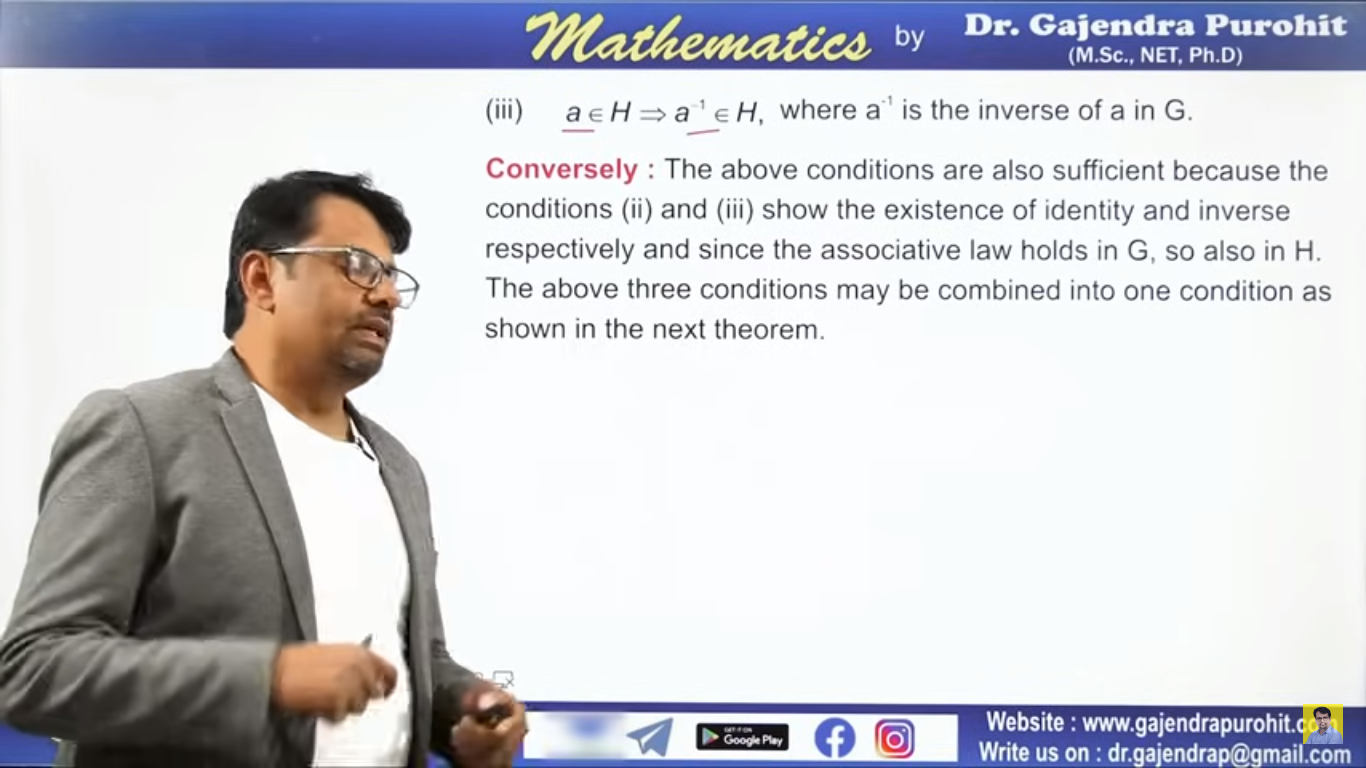 Mathematics by Dr. Gajendra Purohit
(M.Sc., NET, Ph.D)
(iii) a ∈ H ⇒ a⁻¹ ∈ H, where a⁻¹ is the inverse of a in G.
Conversely : The above conditions are also sufficient because the
conditions (ii) and (iii) show the existence of identity and inverse
respectively and since the associative law holds in G, so also in H.
The above three conditions may be combined into one condition as
shown in the next theorem.
GET IT ON
Google Play
Website : www.gajendrapurohit.com
Write us on : dr.gajendrap@gmail.com